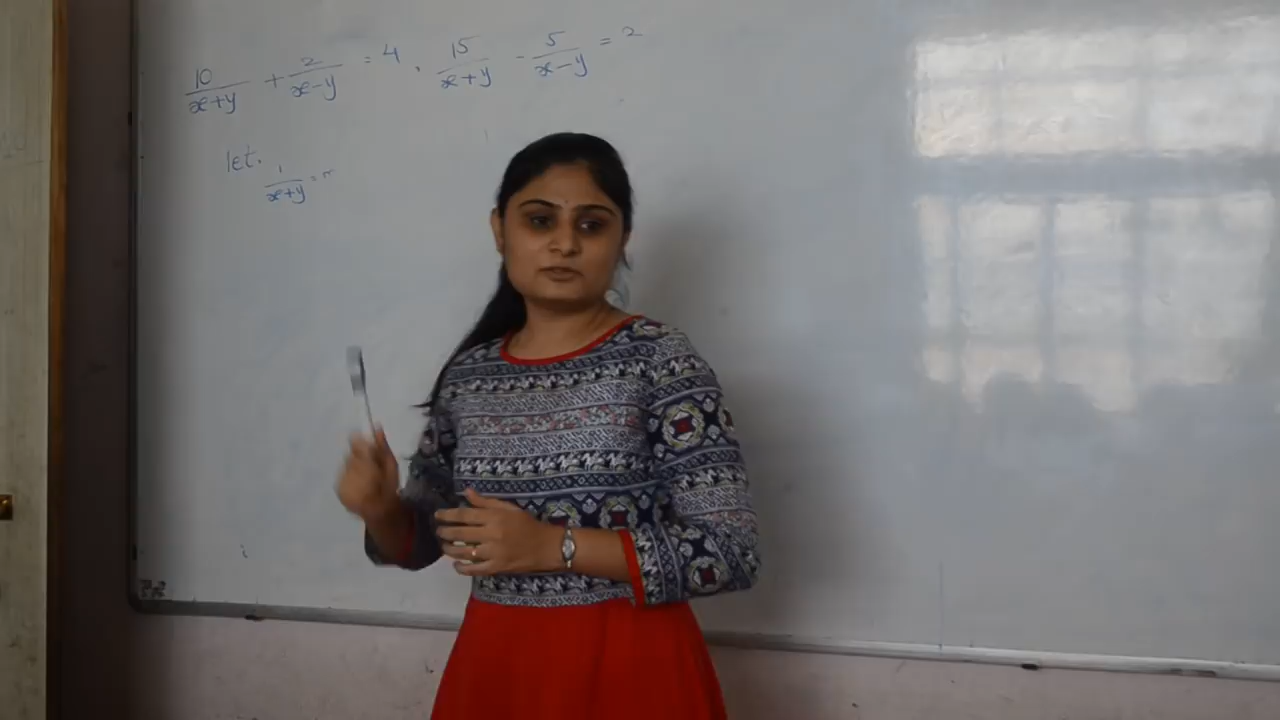 10/(x+y) + 2/(x-y) = 4, 15/(x+y) - 5/(x-y) = 2
let.
1/(x+y) =